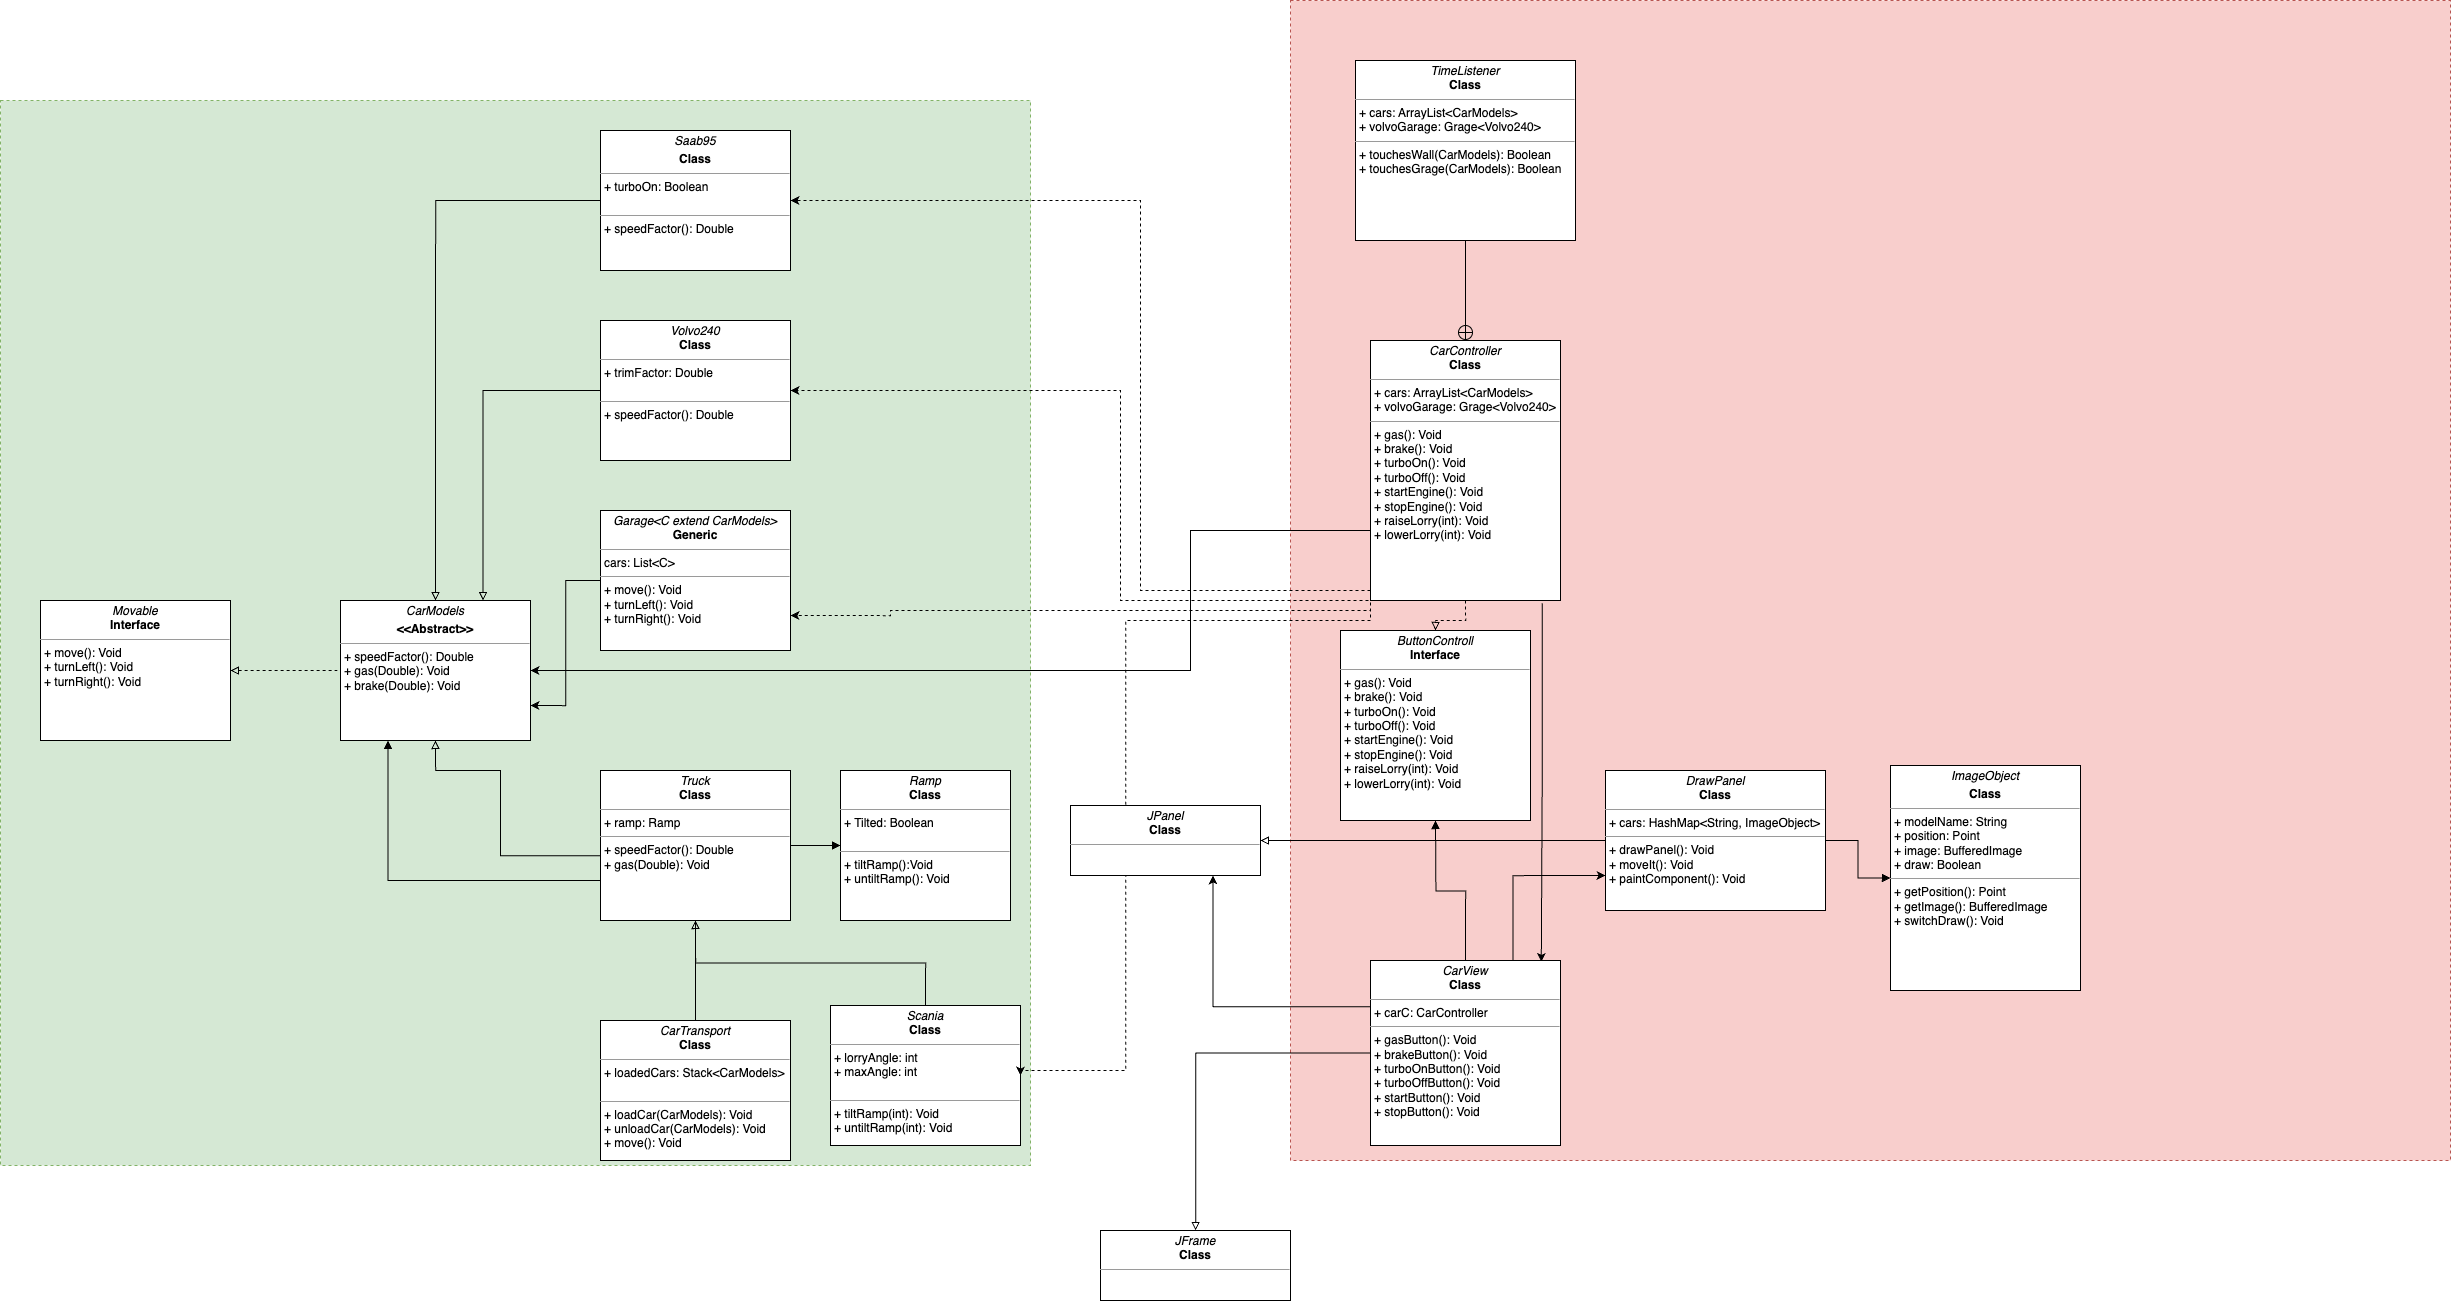 TimeListener
Class
+ cars: ArrayList<CarModels>
+ volvoGarage: Grage<Volvo240>
+ touchesWall(CarModels): Boolean
+ touchesGrage(CarModels): Boolean
Saab95
Class
+ turboOn: Boolean
+ speedFactor(): Double
Volvo240
Class
+ trimFactor: Double
+ speedFactor(): Double
CarController
Class
+ cars: ArrayList<CarModels>
+ volvoGarage: Grage<Volvo240>
+ gas(): Void
+ brake(): Void
+ turboOn(): Void
+ turboOff(): Void
+ startEngine(): Void
+ stopEngine(): Void
+ raiseLorry(int): Void
+ lowerLorry(int): Void
Garage<C extend CarModels>
Generic
cars: List<C>
+ move(): Void
+ turnLeft(): Void
+ turnRight(): Void
Movable
Interface
+ move(): Void
+ turnLeft(): Void
+ turnRight(): Void
CarModels
<<Abstract>>
+ speedFactor(): Double
+ gas(Double): Void
+ brake(Double): Void
ButtonControll
Interface
+ gas(): Void
+ brake(): Void
+ turboOn(): Void
+ turboOff(): Void
+ startEngine(): Void
+ stopEngine(): Void
+ raiseLorry(int): Void
+ lowerLorry(int): Void
Truck
Class
+ ramp: Ramp
+ speedFactor(): Double
+ gas(Double): Void
Ramp
Class
+ Tilted: Boolean
+ tiltRamp():Void
+ untiltRamp(): Void
JPanel
Class
DrawPanel
Class
+ cars: HashMap<String, ImageObject>
+ drawPanel(): Void
+ moveIt(): Void
+ paintComponent(): Void
ImageObject
Class
+ modelName: String
+ position: Point
+ image: BufferedImage
+ draw: Boolean
+ getPosition(): Point
+ getImage(): BufferedImage
+ switchDraw(): Void
CarView
Class
+ carC: CarController
+ gasButton(): Void
+ brakeButton(): Void
+ turboOnButton(): Void
+ turboOffButton(): Void
+ startButton(): Void
+ stopButton(): Void
CarTransport
Class
+ loadedCars: Stack<CarModels>
+ loadCar(CarModels): Void
+ unloadCar(CarModels): Void
+ move(): Void
Scania
Class
+ lorryAngle: int
+ maxAngle: int
+ tiltRamp(int): Void
+ untiltRamp(int): Void
JFrame
Class